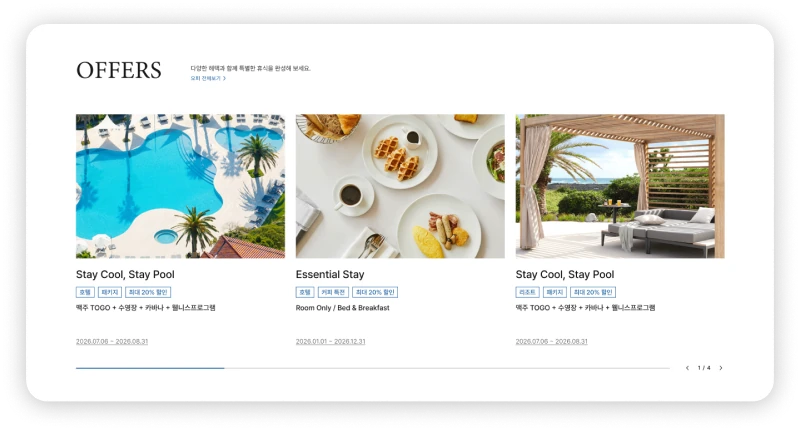 OFFERS
다양한 혜택과 함께 특별한 휴식을 완성해 보세요.
오퍼 전체보기 >
Stay Cool, Stay Pool
호텔 패키지 최대 20% 할인
맥주 TOGO + 수영장 + 카바나 + 웰니스프로그램
2026.07.06 ~ 2026.08.31
Essential Stay
호텔 커피 특전 최대 20% 할인
Room Only / Bed & Breakfast
2026.01.01 ~ 2026.12.31
Stay Cool, Stay Pool
리조트 패키지 최대 20% 할인
맥주 TOGO + 수영장 + 카바나 + 웰니스프로그램
2026.07.06 ~ 2026.08.31
< 1 / 4 >